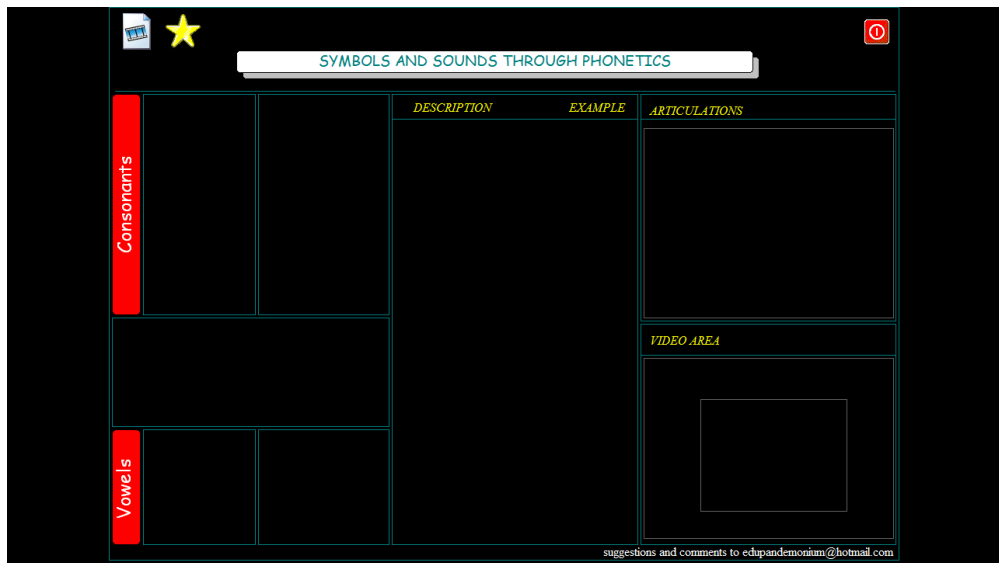 SYMBOLS AND SOUNDS THROUGH PHONETICS
Consonants
DESCRIPTION EXAMPLE
ARTICULATIONS
VIDEO AREA
Vowels
suggestions and comments to edupandemonium@hotmail.com